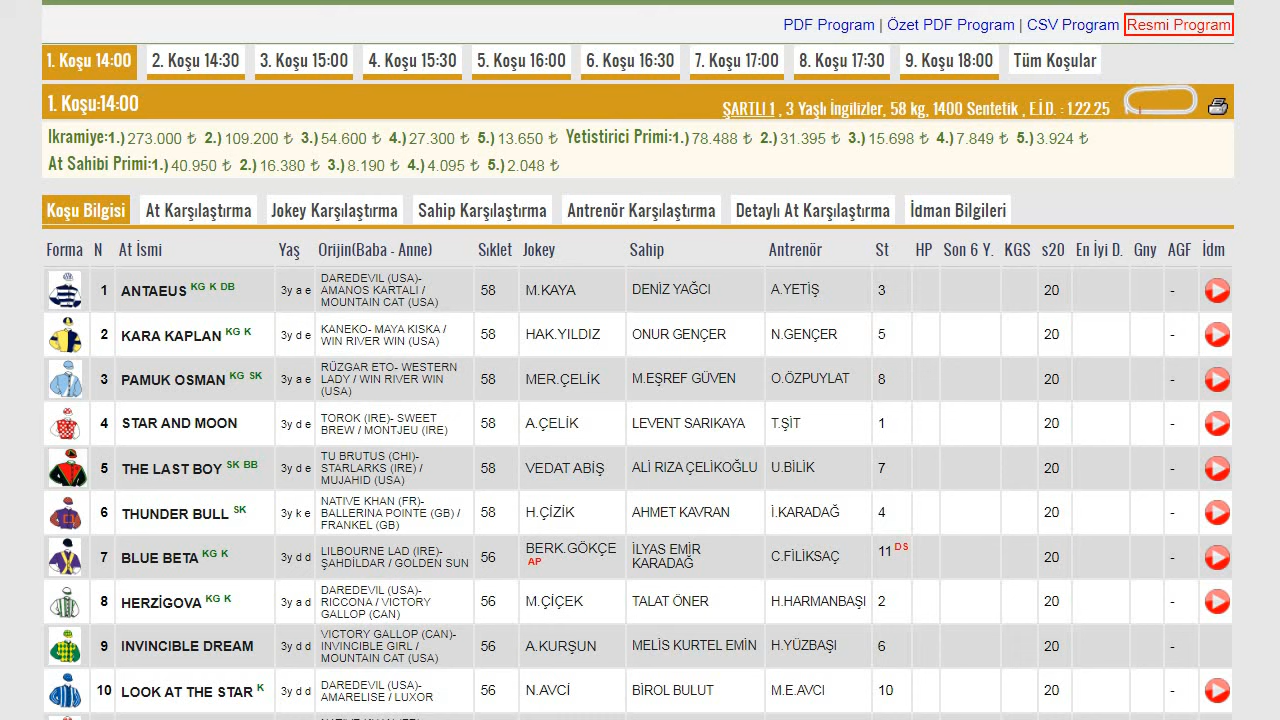 PDF Program | Özet PDF Program | CSV Program Resmi Program
1. Koşu 14:00 2. Koşu 14:30 3. Koşu 15:00 4. Koşu 15:30 5. Koşu 16:00 6. Koşu 16:30 7. Koşu 17:00 8. Koşu 17:30 9. Koşu 18:00 Tüm Koşular
1. Koşu:14:00 ŞARTLI 1 , 3 Yaşlı İngilizler, 58 kg, 1400 Sentetik , E.İ.D. : 1.22.25
Ikramiye:1.) 273.000 ₺ 2.) 109.200 ₺ 3.) 54.600 ₺ 4.) 27.300 ₺ 5.) 13.650 ₺ Yetistirici Primi:1.) 78.488 ₺ 2.) 31.395 ₺ 3.) 15.698 ₺ 4.) 7.849 ₺ 5.) 3.924 ₺
At Sahibi Primi:1.) 40.950 ₺ 2.) 16.380 ₺ 3.) 8.190 ₺ 4.) 4.095 ₺ 5.) 2.048 ₺
Koşu Bilgisi At Karşılaştırma Jokey Karşılaştırma Sahip Karşılaştırma Antrenör Karşılaştırma Detaylı At Karşılaştırma İdman Bilgileri
Forma N At İsmi Yaş Orijin(Baba - Anne) Sıklet Jokey Sahip Antrenör St HP Son 6 Y. KGS s20 En İyi D. Gny AGF İdm
1 ANTAEUS KG K DB 3y a e DAREDEVIL (USA)- AMANOS KARTALI / MOUNTAIN CAT (USA) 58 M.KAYA DENİZ YAĞCI A.YETİŞ 3 20 -
2 KARA KAPLAN KG K 3y d e KANEKO- MAYA KISKA / WIN RIVER WIN (USA) 58 HAK.YILDIZ ONUR GENÇER N.GENÇER 5 20 -
3 PAMUK OSMAN KG SK 3y a e RÜZGAR ETO- WESTERN LADY / WIN RIVER WIN (USA) 58 MER.ÇELİK M.EŞREF GÜVEN O.ÖZPUYLAT 8 20 -
4 STAR AND MOON 3y d e TOROK (IRE)- SWEET BREW / MONTJEU (IRE) 58 A.ÇELİK LEVENT SARIKAYA T.ŞİT 1 20 -
5 THE LAST BOY SK BB 3y d e TU BRUTUS (CHI)- STARLARKS (IRE) / MUJAHID (USA) 58 VEDAT ABİŞ ALİ RIZA ÇELİKOĞLU U.BİLİK 7 20 -
6 THUNDER BULL SK 3y k e NATIVE KHAN (FR)- BALLERINA POINTE (GB) / FRANKEL (GB) 58 H.ÇİZİK AHMET KAVRAN İ.KARADAĞ 4 20 -
7 BLUE BETA KG K 3y d d LILBOURNE LAD (IRE)- ŞAHDİLDAR / GOLDEN SUN 56 BERK.GÖKÇE AP İLYAS EMİR KARADAĞ C.FİLİKSAÇ 11 DS 20 -
8 HERZİGOVA KG K 3y a d DAREDEVIL (USA)- RICCONA / VICTORY GALLOP (CAN) 56 M.ÇİÇEK TALAT ÖNER H.HARMANBAŞI 2 20 -
9 INVINCIBLE DREAM 3y d d VICTORY GALLOP (CAN)- INVINCIBLE GIRL / MOUNTAIN CAT (USA) 56 A.KURŞUN MELİS KURTEL EMİN H.YÜZBAŞI 6 20 -
10 LOOK AT THE STAR K 3y d d DAREDEVIL (USA)- AMARELISE / LUXOR 56 N.AVCİ BİROL BULUT M.E.AVCI 10 20 -